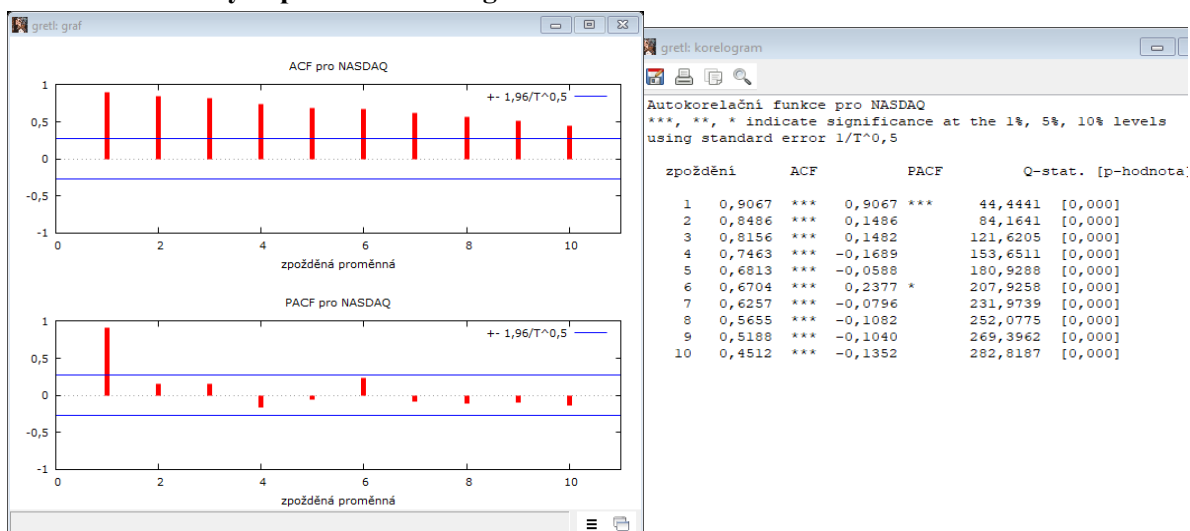 gretl: graf
ACF pro NASDAQ
+- 1,96/T^0,5
1
0,5
0
-0,5
-1
0 2 4 6 8 10
zpožděná proměnná
PACF pro NASDAQ
+- 1,96/T^0,5
1
0,5
0
-0,5
-1
0 2 4 6 8 10
zpožděná proměnná
gretl: korelogram
Autokorelační funkce pro NASDAQ
***, **, * indicate significance at the 1%, 5%, 10% levels
using standard error 1/T^0,5
zpoždění ACF PACF Q-stat. [p-hodnota]
1 0,9067 *** 0,9067 *** 44,4441 [0,000]
2 0,8486 *** 0,1486 84,1641 [0,000]
3 0,8156 *** 0,1482 121,6205 [0,000]
4 0,7463 *** -0,1689 153,6511 [0,000]
5 0,6813 *** -0,0588 180,9288 [0,000]
6 0,6704 *** 0,2377 * 207,9258 [0,000]
7 0,6257 *** -0,0796 231,9739 [0,000]
8 0,5655 *** -0,1082 252,0775 [0,000]
9 0,5188 *** -0,1040 269,3962 [0,000]
10 0,4512 *** -0,1352 282,8187 [0,000]